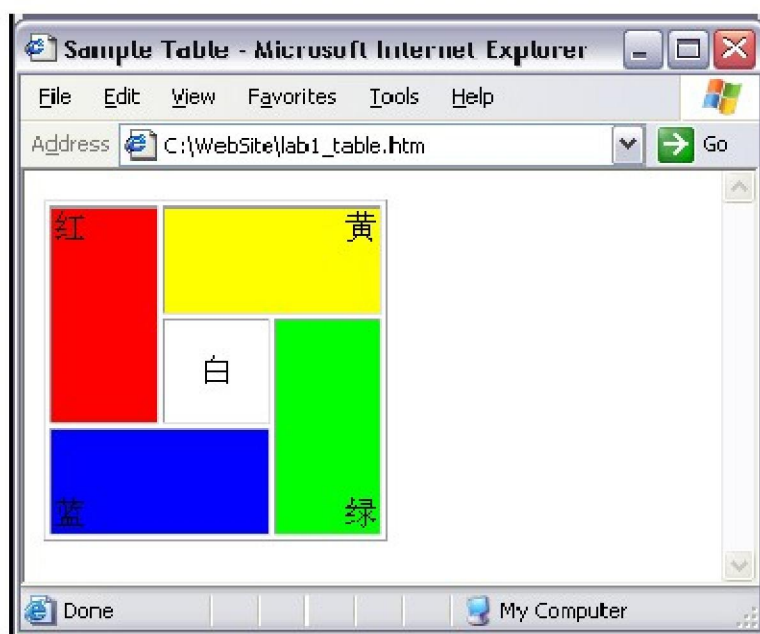 Sample Table - Microsoft Internet Explorer
File Edit View Favorites Tools Help
Address C:\WebSite\lab1_table.htm Go
红 黄
白
蓝 绿
Done My Computer